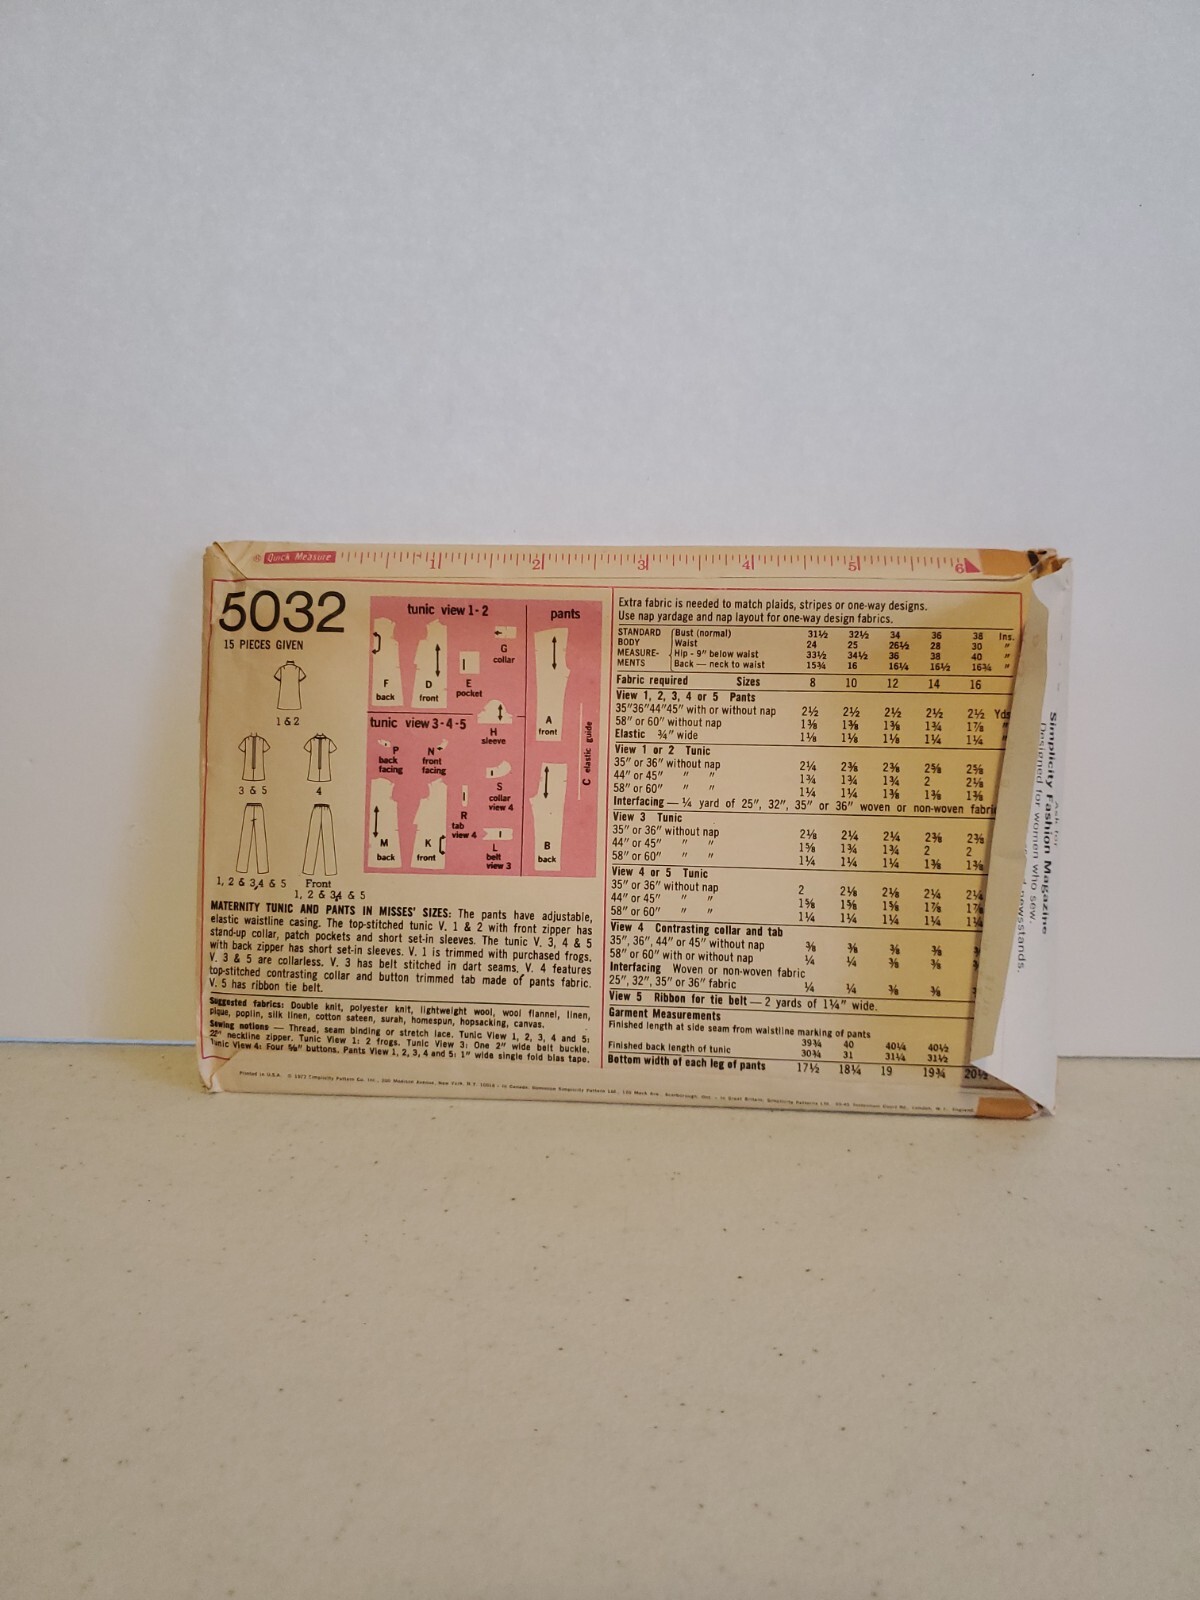 Quick Measure
1 2 3 4 5 6
5032
15 PIECES GIVEN
1 & 2
3 & 5
4
1, 2 & 3,4 & 5
Front
1, 2 & 3,4 & 5
tunic view 1-2
pants
F
back
D
front
E
pocket
G
collar
H
sleeve
A
front
C elastic guide
tunic view 3-4-5
P
back
facing
N
front
facing
S
collar
view 4
R
tab
view 4
L
belt
view 3
M
back
K
front
B
back
MATERNITY TUNIC AND PANTS IN MISSES' SIZES: The pants have adjustable,
elastic waistline casing. The top-stitched tunic V. 1 & 2 with front zipper has
stand-up collar, patch pockets and short set-in sleeves. The tunic V. 3, 4 & 5
with back zipper has short set-in sleeves. V. 1 is trimmed with purchased frogs.
V. 3 & 5 are collarless. V. 3 has belt stitched in dart seams. V. 4 features
top-stitched contrasting collar and button trimmed tab made of pants fabric.
V. 5 has ribbon tie belt.
Suggested fabrics: Double knit, polyester knit, lightweight wool, wool flannel, linen,
pique, poplin, silk linen, cotton sateen, surah, homespun, hopsacking, canvas.
Sewing notions — Thread, seam binding or stretch lace. Tunic View 1, 2, 3, 4 and 5:
22" neckline zipper. Tunic View 1: 2 frogs. Tunic View 3: One 2" wide belt buckle.
Tunic View 4: Four 5/8" buttons. Pants View 1, 2, 3, 4 and 5: 1" wide single fold bias tape.
Extra fabric is needed to match plaids, stripes or one-way designs.
Use nap yardage and nap layout for one-way design fabrics.
STANDARD Bust (normal) 31½ 32½ 34 36 38 Ins.
BODY Waist 24 25 26½ 28 30 "
MEASURE- Hip - 9" below waist 33½ 34½ 36 38 40 "
MENTS Back — neck to waist 15¾ 16 16¼ 16½ 16¾ "
Fabric required Sizes 8 10 12 14 16
View 1, 2, 3, 4 or 5 Pants
35"36"44"45" with or without nap 2½ 2½ 2½ 2½ 2½ Yds
58" or 60" without nap 1⅜ 1⅜ 1⅜ 1¾ 1⅞ "
Elastic ¾" wide 1⅛ 1⅛ 1⅛ 1¼ 1¼ "
View 1 or 2 Tunic
35" or 36" without nap 2¼ 2⅜ 2⅜ 2⅝ 2⅝
44" or 45" " " 1¾ 1¾ 1¾ 2 2⅛
58" or 60" " " 1¼ 1¼ 1⅜ 1⅜ 1⅜
Interfacing — ¼ yard of 25", 32", 35" or 36" woven or non-woven fabric
View 3 Tunic
35" or 36" without nap 2⅛ 2¼ 2¼ 2⅜ 2⅜
44" or 45" " " 1⅝ 1¾ 1¾ 2 2
58" or 60" " " 1¼ 1¼ 1¼ 1⅜ 1⅜
View 4 or 5 Tunic
35" or 36" without nap 2 2⅛ 2⅛ 2¼ 2¼
44" or 45" " " 1⅝ 1⅝ 1⅝ 1⅞ 1⅞
58" or 60" " " 1¼ 1¼ 1¼ 1¼ 1¼
View 4 Contrasting collar and tab
35", 36", 44" or 45" without nap ⅜ ⅜ ⅜ ⅜
58" or 60" with or without nap ¼ ¼ ⅜ ⅜
Interfacing Woven or non-woven fabric
25", 32", 35" or 36" fabric ¼ ¼ ⅜ ⅜
View 5 Ribbon for tie belt — 2 yards of 1¼" wide.
Garment Measurements
Finished length at side seam from waistline marking of pants
39¾ 40 40¼ 40½
Finished back length of tunic 30¾ 31 31¼ 31½
Bottom width of each leg of pants 17½ 18¼ 19 19¾ 20½
Printed in U.S.A. © 1972 Simplicity Pattern Co. Inc., 200 Madison Avenue, New York, N.Y. 10016
Simplicity Fashion Magazine
Designed for women who sew.
newsstands.